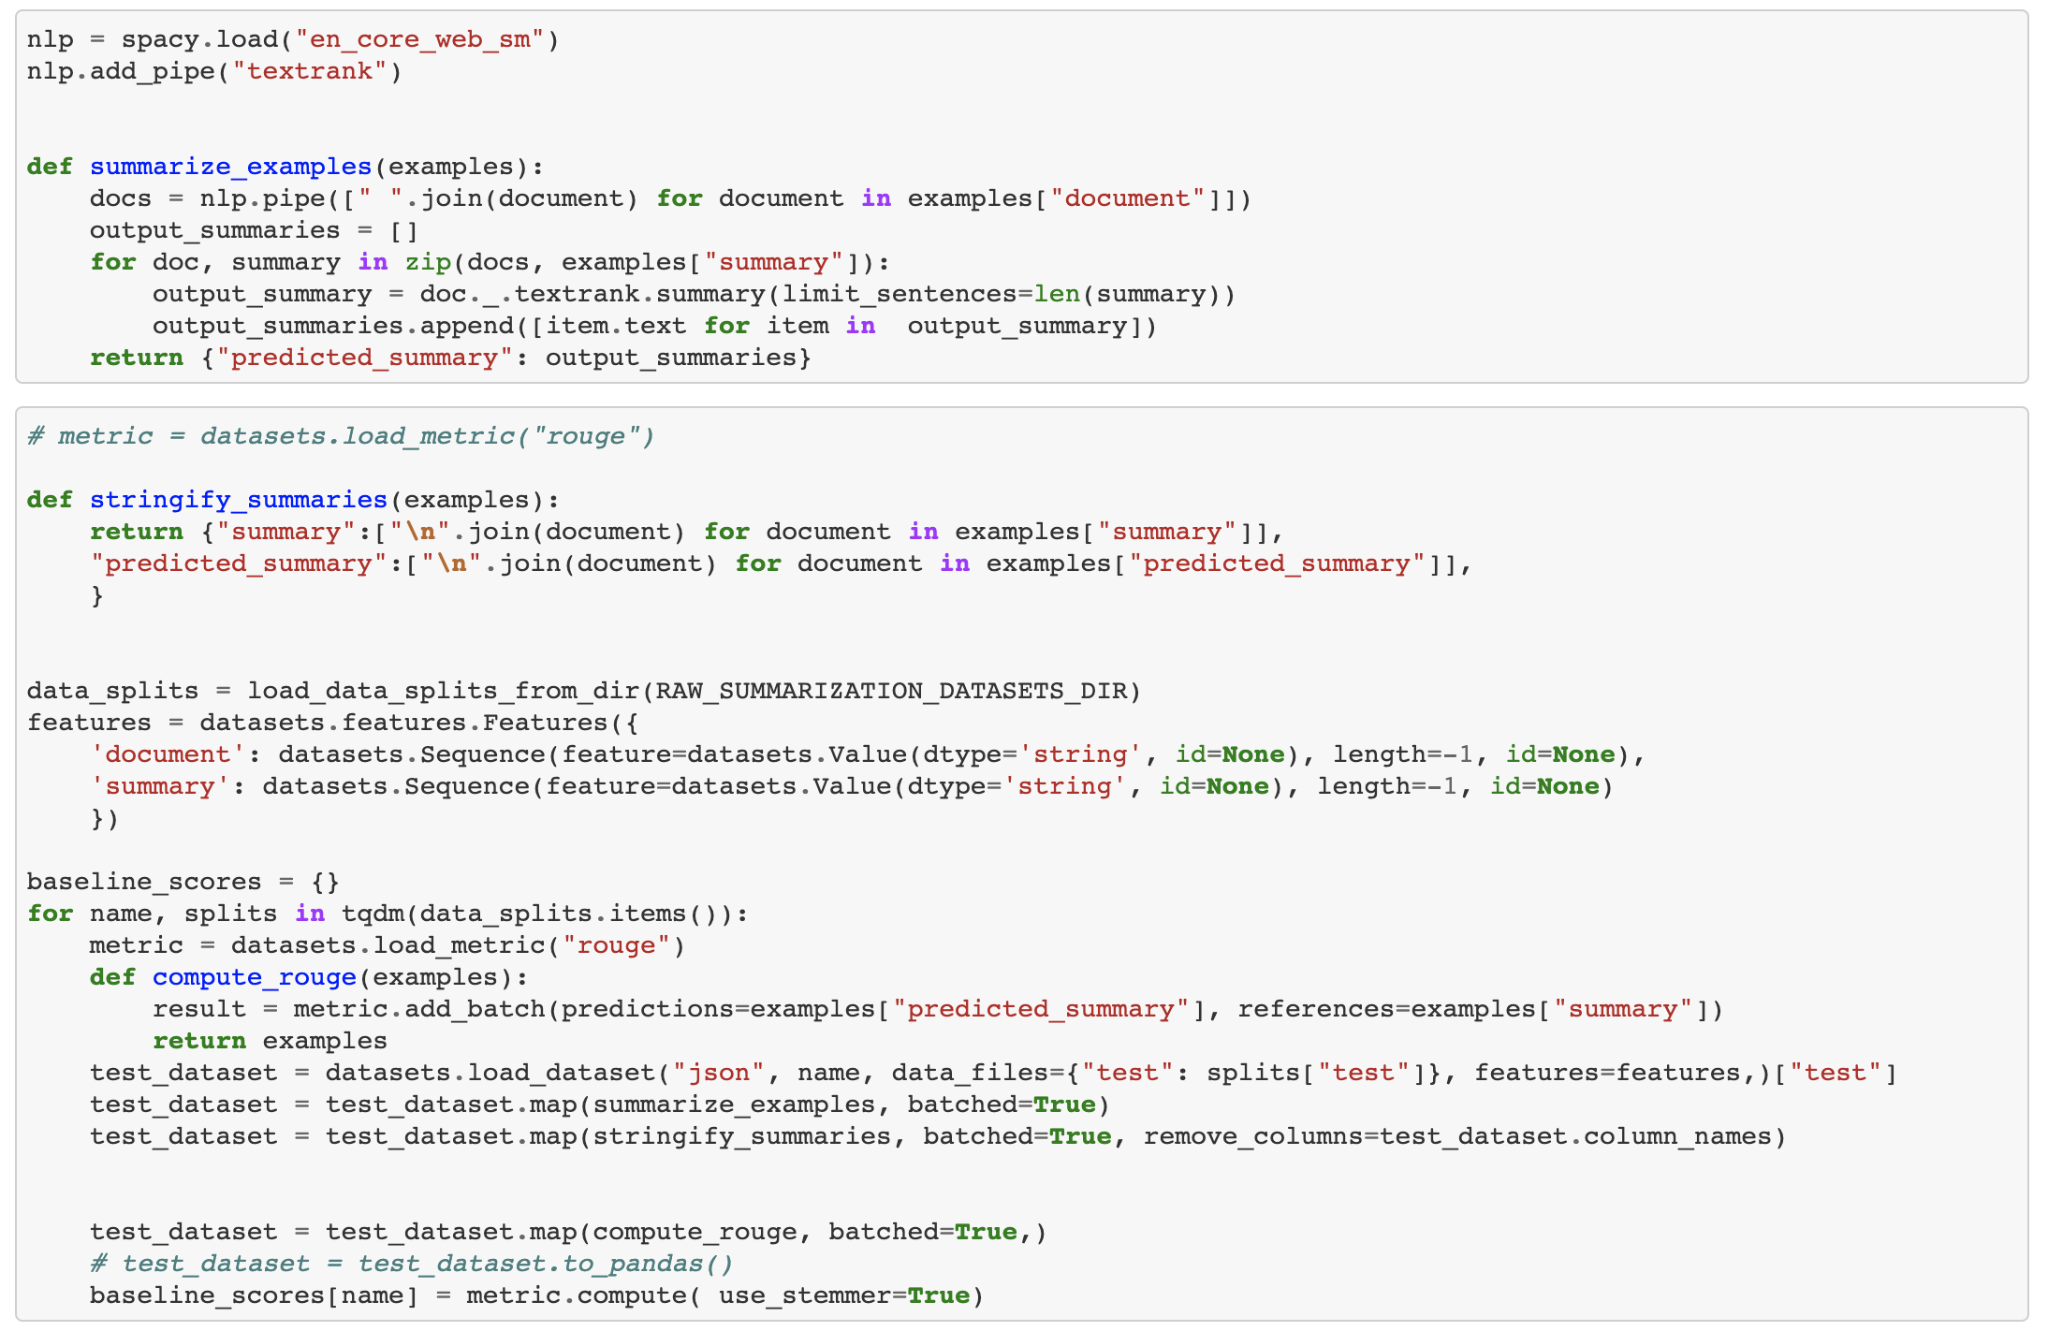 nlp = spacy.load("en_core_web_sm")
nlp.add_pipe("textrank")
def summarize_examples(examples):
    docs = nlp.pipe([" ".join(document) for document in examples["document"]])
    output_summaries = []
    for doc, summary in zip(docs, examples["summary"]):
        output_summary = doc._.textrank.summary(limit_sentences=len(summary))
        output_summaries.append([item.text for item in  output_summary])
    return {"predicted_summary": output_summaries}
# metric = datasets.load_metric("rouge")
def stringify_summaries(examples):
    return {"summary":["\n".join(document) for document in examples["summary"]],
    "predicted_summary":["\n".join(document) for document in examples["predicted_summary"]],
    }
data_splits = load_data_splits_from_dir(RAW_SUMMARIZATION_DATASETS_DIR)
features = datasets.features.Features({
    'document': datasets.Sequence(feature=datasets.Value(dtype='string', id=None), length=-1, id=None),
    'summary': datasets.Sequence(feature=datasets.Value(dtype='string', id=None), length=-1, id=None)
    })
baseline_scores = {}
for name, splits in tqdm(data_splits.items()):
    metric = datasets.load_metric("rouge")
    def compute_rouge(examples):
        result = metric.add_batch(predictions=examples["predicted_summary"], references=examples["summary"])
        return examples
    test_dataset = datasets.load_dataset("json", name, data_files={"test": splits["test"]}, features=features,)["test"]
    test_dataset = test_dataset.map(summarize_examples, batched=True)
    test_dataset = test_dataset.map(stringify_summaries, batched=True, remove_columns=test_dataset.column_names)
    test_dataset = test_dataset.map(compute_rouge, batched=True,)
    # test_dataset = test_dataset.to_pandas()
    baseline_scores[name] = metric.compute( use_stemmer=True)